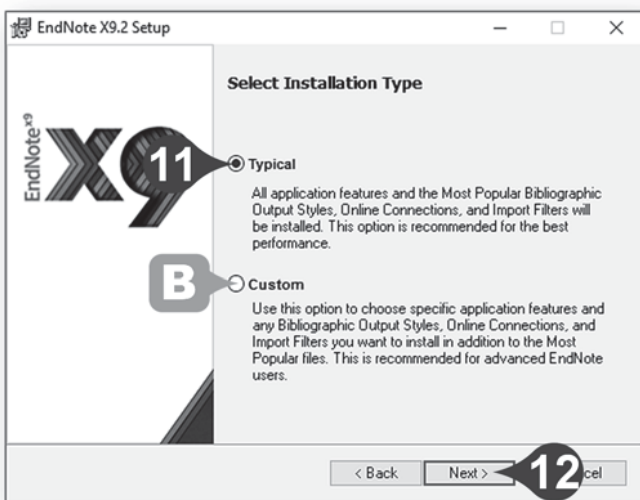 EndNote X9.2 Setup
Select Installation Type
EndNote x9
X9
11
Typical
All application features and the Most Popular Bibliographic
Output Styles, Online Connections, and Import Filters will
be installed. This option is recommended for the best
performance.
B
Custom
Use this option to choose specific application features and
any Bibliographic Output Styles, Online Connections, and
Import Filters you want to install in addition to the Most
Popular files. This is recommended for advanced EndNote
users.
< Back
Next >
12
cel